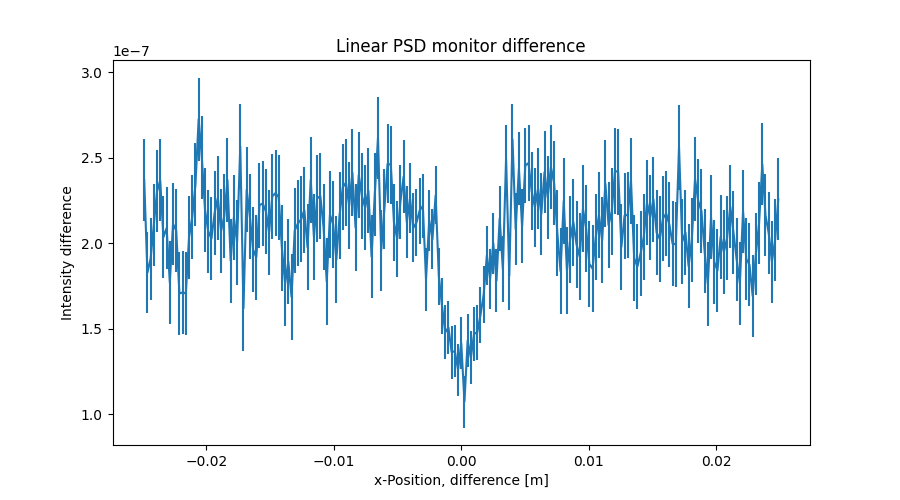 Linear PSD monitor difference
1e−7
3.0
2.5
2.0
1.5
1.0
Intensity difference
−0.02
−0.01
0.00
0.01
0.02
x-Position, difference [m]